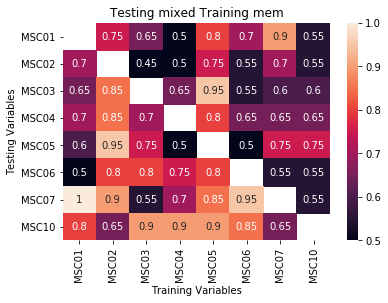 Testing mixed Training mem
MSC01 0.75 0.65 0.5 0.8 0.7 0.9 0.55
MSC02 0.7 0.45 0.5 0.75 0.55 0.7 0.55
MSC03 0.65 0.85 0.65 0.95 0.55 0.6 0.6
MSC04 0.7 0.85 0.7 0.8 0.65 0.65 0.65
MSC05 0.6 0.95 0.75 0.5 0.5 0.75 0.75
MSC06 0.5 0.8 0.8 0.75 0.8 0.55 0.55
MSC07 1 0.9 0.55 0.7 0.85 0.95 0.55
MSC10 0.8 0.65 0.9 0.9 0.9 0.85 0.65
MSC01 MSC02 MSC03 MSC04 MSC05 MSC06 MSC07 MSC10
Training Variables
Testing Variables
1.0
0.9
0.8
0.7
0.6
0.5